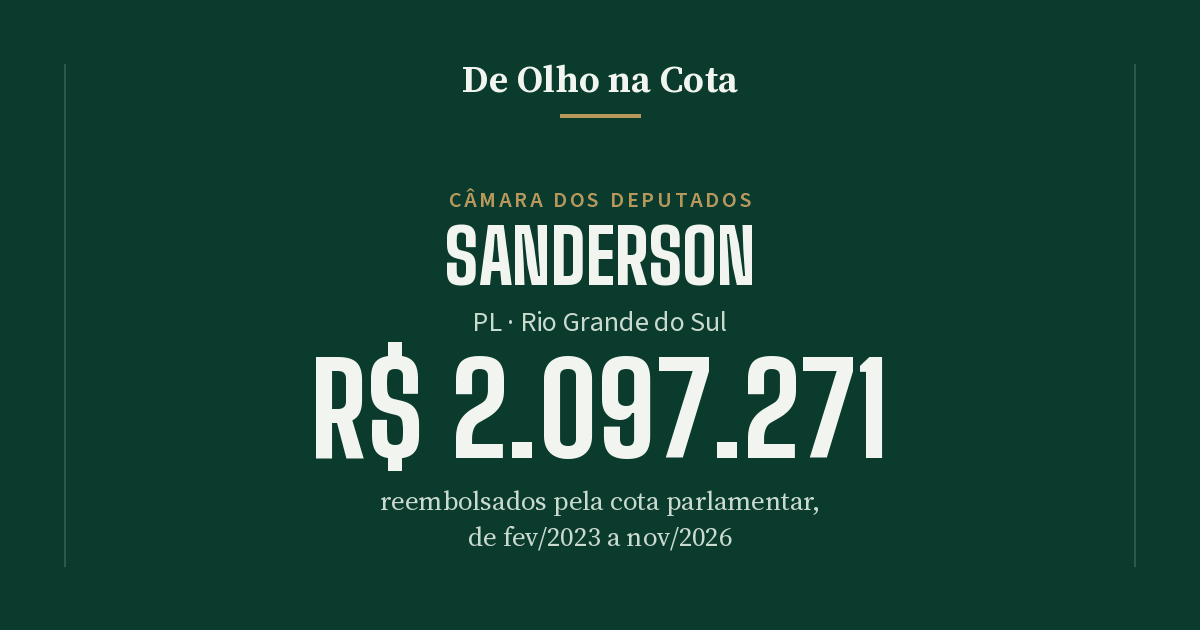 De Olho na Cota
CÂMARA DOS DEPUTADOS
SANDERSON
PL · Rio Grande do Sul
R$ 2.097.271
reembolsados pela cota parlamentar,
de fev/2023 a nov/2026